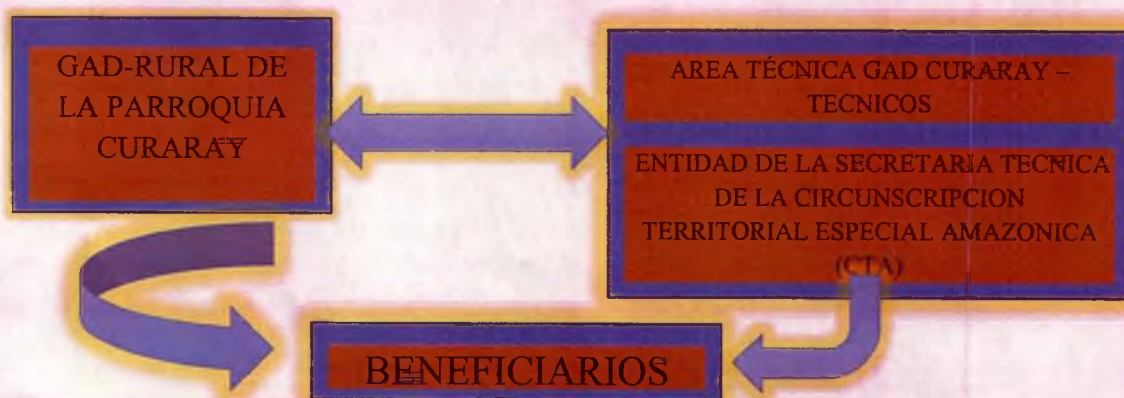 GAD-RURAL DE
LA PARROQUIA
CURARAY
AREA TÉCNICA GAD CURARAY –
TECNICOS
ENTIDAD DE LA SECRETARIA TECNICA
DE LA CIRCUNSCRIPCION
TERRITORIAL ESPECIAL AMAZONICA
(CTA)
BENEFICIARIOS